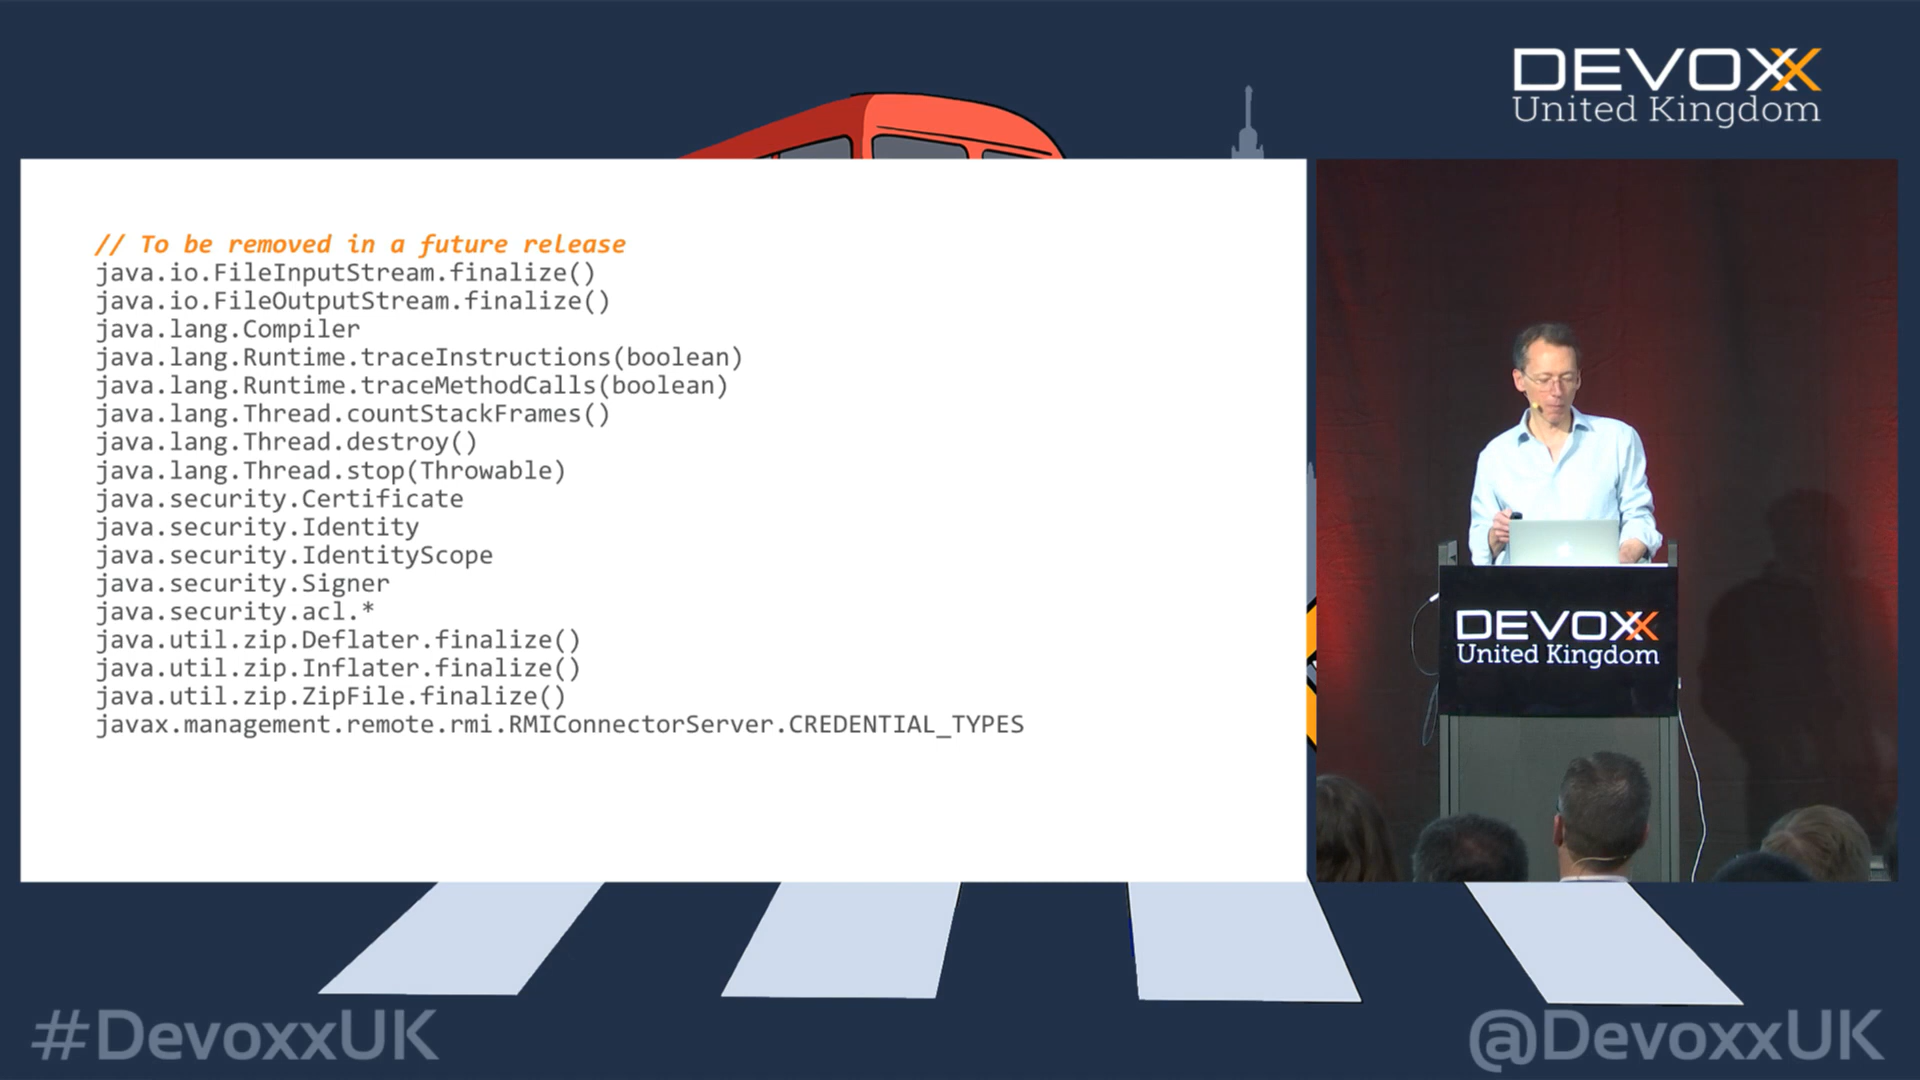 DEVOXX
United Kingdom
// To be removed in a future release
java.io.FileInputStream.finalize()
java.io.FileOutputStream.finalize()
java.lang.Compiler
java.lang.Runtime.traceInstructions(boolean)
java.lang.Runtime.traceMethodCalls(boolean)
java.lang.Thread.countStackFrames()
java.lang.Thread.destroy()
java.lang.Thread.stop(Throwable)
java.security.Certificate
java.security.Identity
java.security.IdentityScope
java.security.Signer
java.security.acl.*
java.util.zip.Deflater.finalize()
java.util.zip.Inflater.finalize()
java.util.zip.ZipFile.finalize()
javax.management.remote.rmi.RMIConnectorServer.CREDENTIAL_TYPES
DEVOXX
United Kingdom
#DevoxxUK
@DevoxxUK